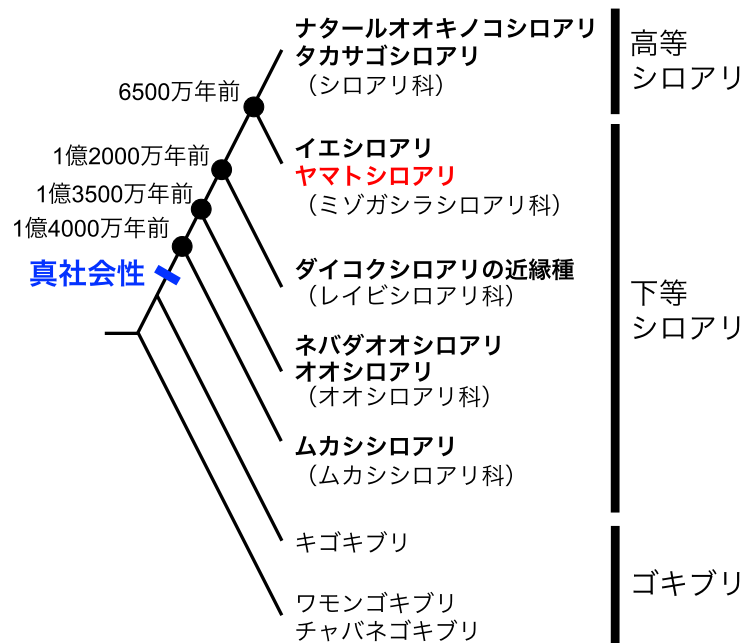 ナタールオオキノコシロアリ
タカサゴシロアリ
（シロアリ科）
高等
シロアリ
6500万年前
イエシロアリ
ヤマトシロアリ
（ミゾガシラシロアリ科）
1億2000万年前
1億3500万年前
1億4000万年前
真社会性
ダイコクシロアリの近縁種
（レイビシロアリ科）
下等
シロアリ
ネバダオオシロアリ
オオシロアリ
（オオシロアリ科）
ムカシシロアリ
（ムカシシロアリ科）
キゴキブリ
ゴキブリ
ワモンゴキブリ
チャバネゴキブリ